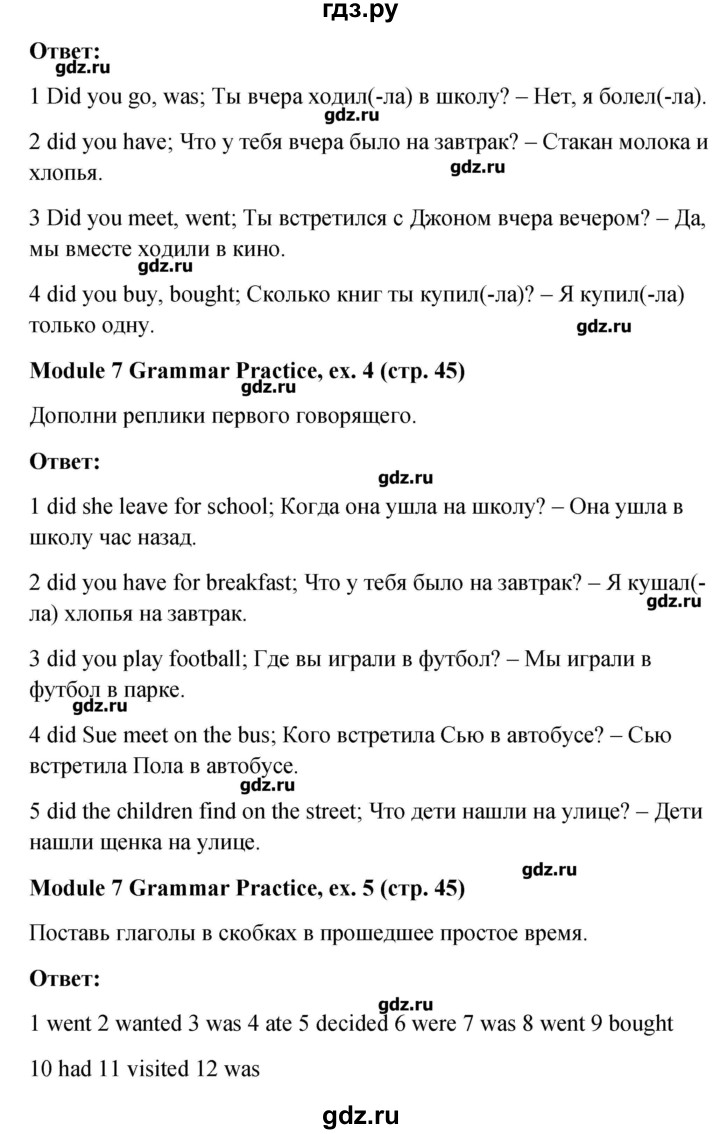 гдз.ру
Ответ:
gdz.ru
1 Did you go, was; Ты вчера ходил(-ла) в школу? – Нет, я болел(-ла).
gdz.ru
2 did you have; Что у тебя вчера было на завтрак? – Стакан молока и
хлопья.
gdz.ru
3 Did you meet, went; Ты встретился с Джоном вчера вечером? – Да,
мы вместе ходили в кино.
gdz.ru
4 did you buy, bought; Сколько книг ты купил(-ла)? – Я купил(-ла)
только одну.
gdz.ru
Module 7 Grammar Practice, ex. 4 (стр. 45)
gdz.ru
Дополни реплики первого говорящего.
Ответ:
gdz.ru
1 did she leave for school; Когда она ушла на школу? – Она ушла в
школу час назад.
2 did you have for breakfast; Что у тебя было на завтрак? – Я кушал(-
gdz.ru
ла) хлопья на завтрак.
3 did you play football; Где вы играли в футбол? – Мы играли в
футбол в парке.
gdz.ru
4 did Sue meet on the bus; Кого встретила Сью в автобусе? – Сью
встретила Пола в автобусе.
gdz.ru
5 did the children find on the street; Что дети нашли на улице? – Дети
нашли щенка на улице.
gdz.ru
Module 7 Grammar Practice, ex. 5 (стр. 45)
Поставь глаголы в скобках в прошедшее простое время.
Ответ:
gdz.ru
1 went 2 wanted 3 was 4 ate 5 decided 6 were 7 was 8 went 9 bought
10 had 11 visited 12 was
gdz.ru